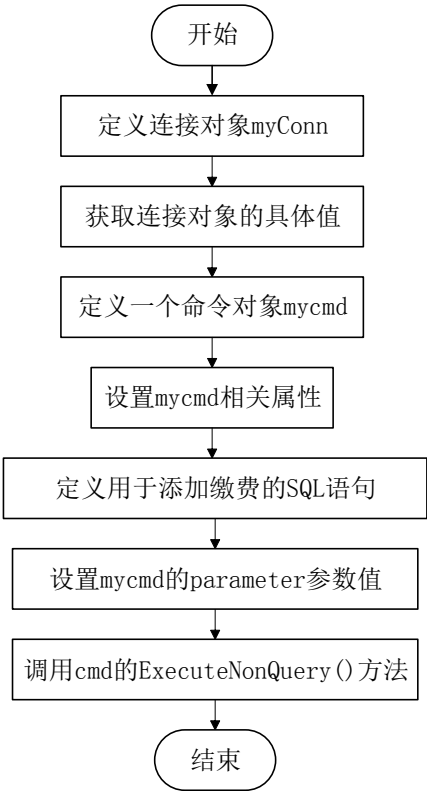 开始
定义连接对象myConn
获取连接对象的具体值
定义一个命令对象mycmd
设置mycmd相关属性
定义用于添加缴费的SQL语句
设置mycmd的parameter参数值
调用cmd的ExecuteNonQuery()方法
结束